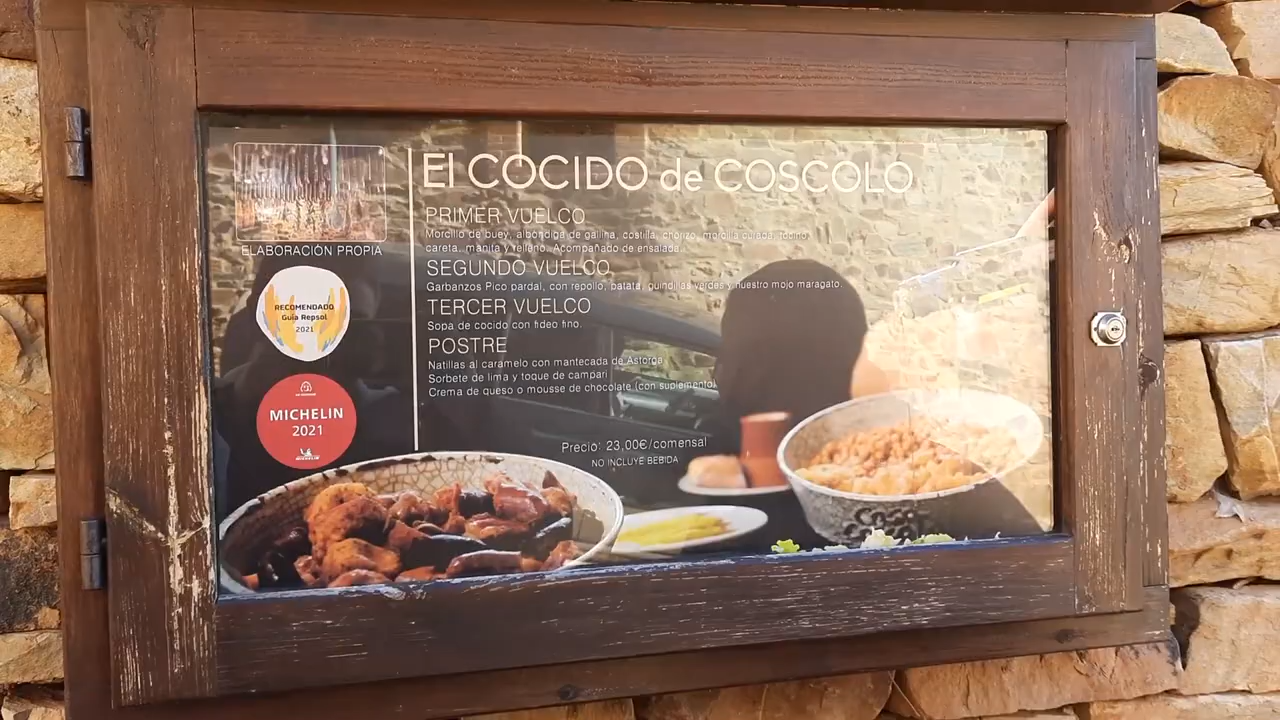 El COCIDO de COSCOLO
PRIMER VUELCO
Morcillo de buey, albóndiga de gallina, costilla, chorizo, morcilla curada, tocino,
careta, manita y relleno. Acompañado de ensalada.
SEGUNDO VUELCO
Garbanzos Pico pardal, con repollo, patata, guindillas verdes y nuestro mojo maragato.
TERCER VUELCO
Sopa de cocido con fideo fino.
POSTRE
Natillas al caramelo con mantecada de Astorga
Sorbete de lima y toque de campari
Crema de queso o mousse de chocolate (con suplemento)
Precio: 23,00€/comensal
NO INCLUYE BEBIDA
ELABORACIÓN PROPIA
RECOMENDADO
Guía Repsol
2021
MICHELIN
2021
MICHELIN